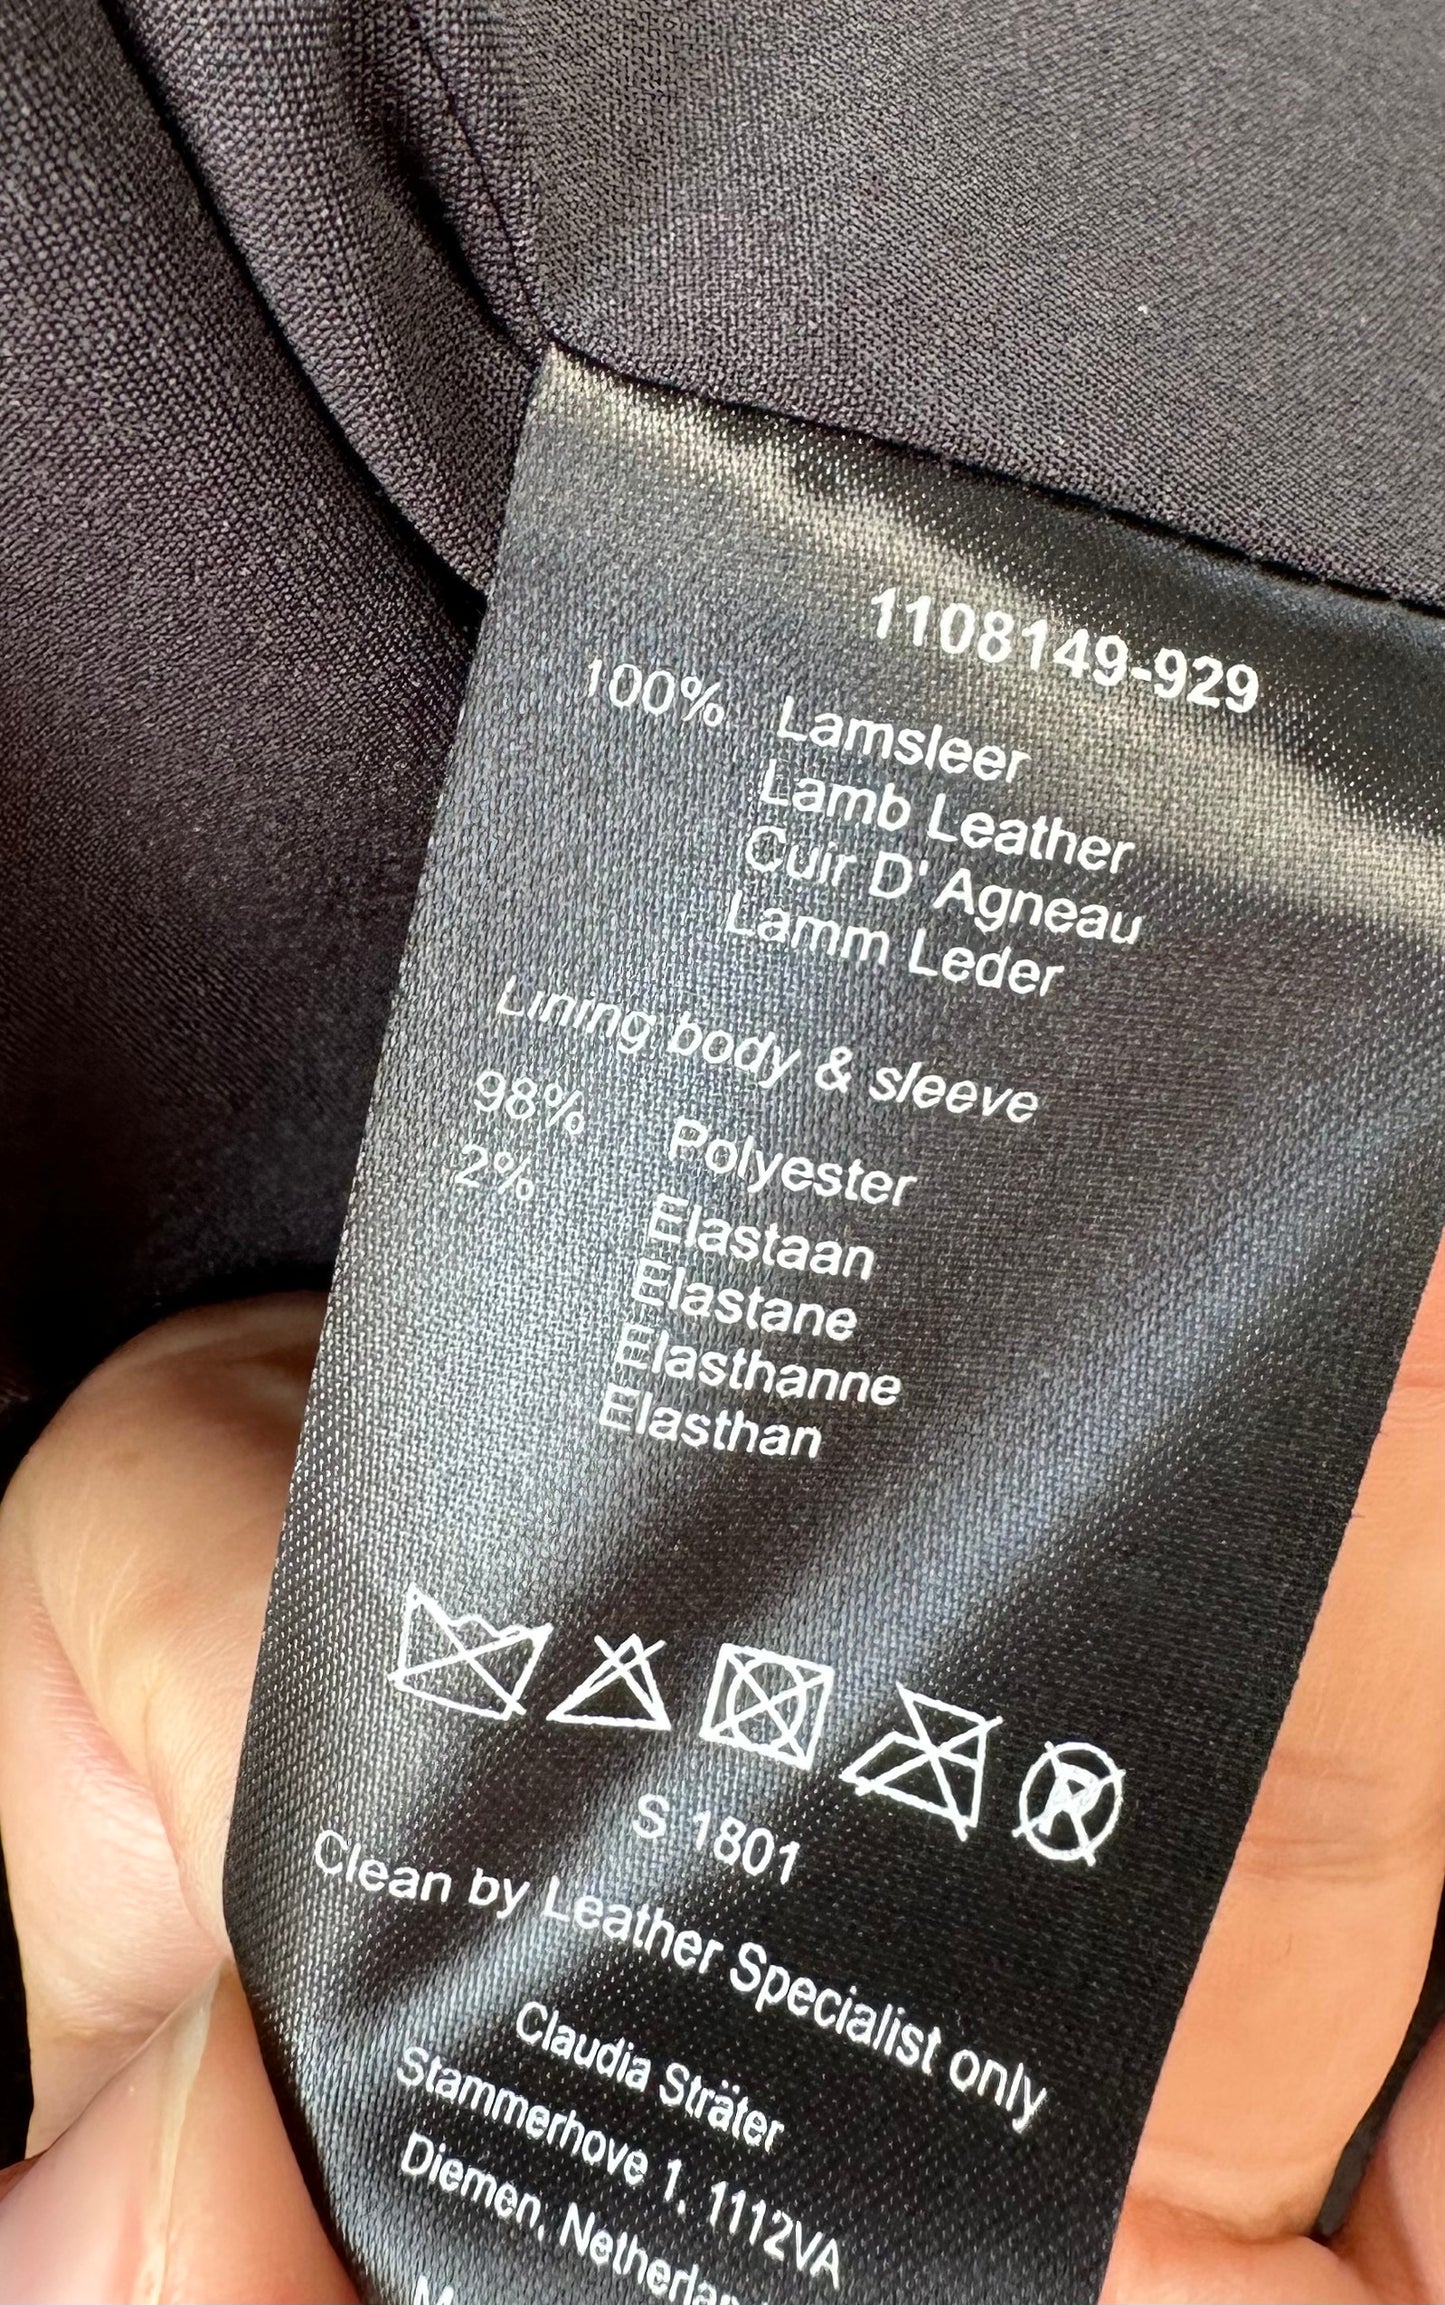 1108149-929
100% Lamsleer
Lamb Leather
Cuir D' Agneau
Lamm Leder
Lining body & sleeve
98% Polyester
2% Elastaan
Elastane
Elasthanne
Elasthan
S 1801
Clean by Leather Specialist only
Claudia Sträter
Stammerhove 1. 1112VA
Diemen,